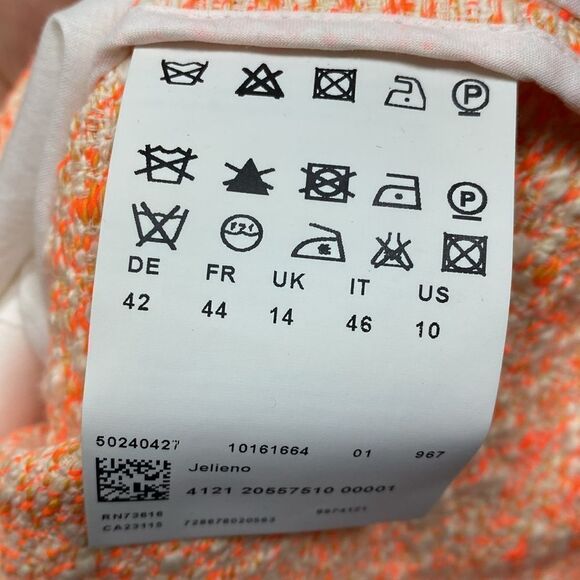 P
P
DE FR UK IT US
42 44 14 46 10
50240427 10161664 01 967
Jelieno
4121 20557510 00001
RN73616
CA23115 728678020563